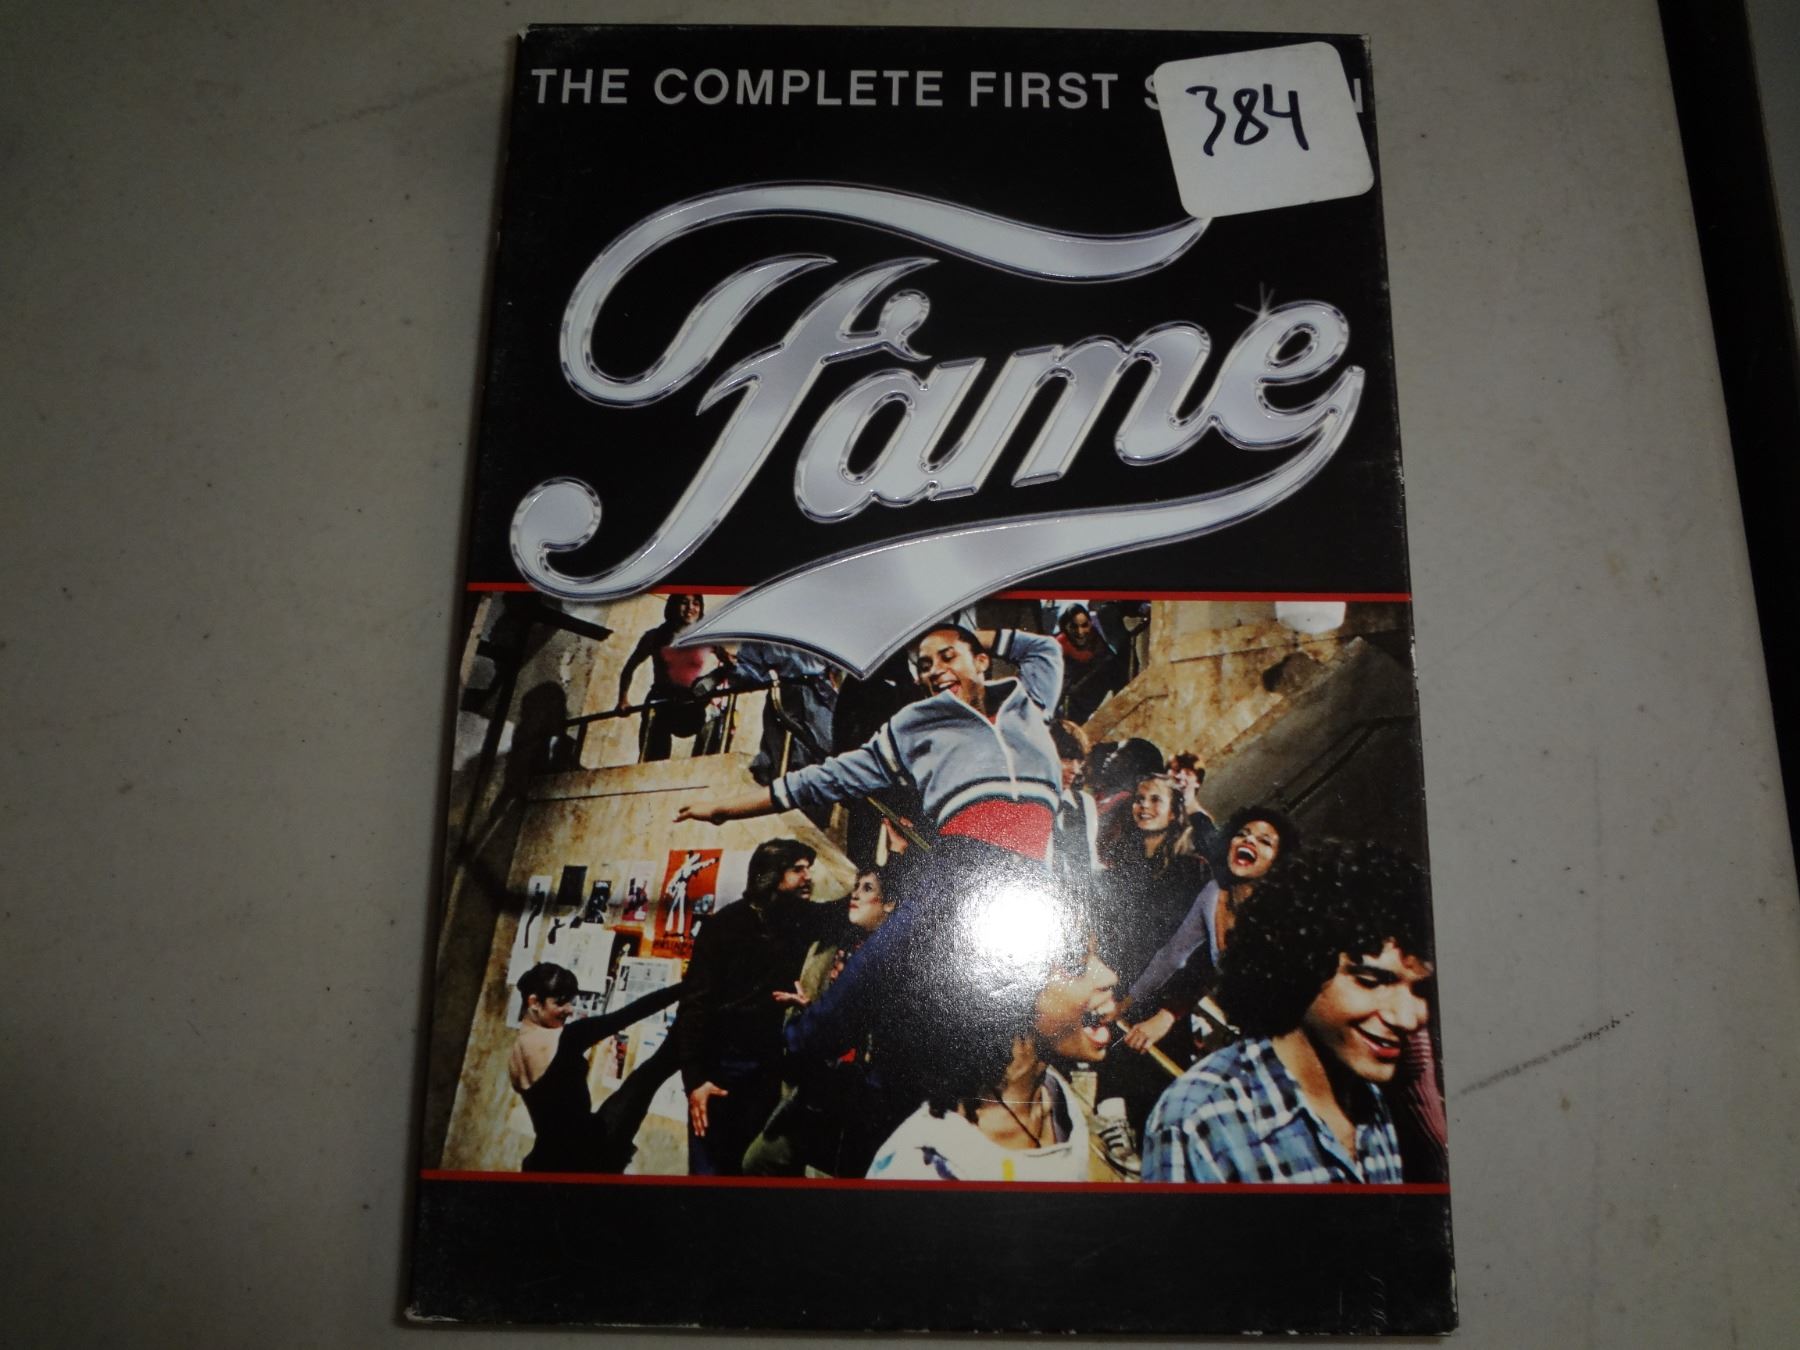 THE COMPLETE FIRST
384
Fame